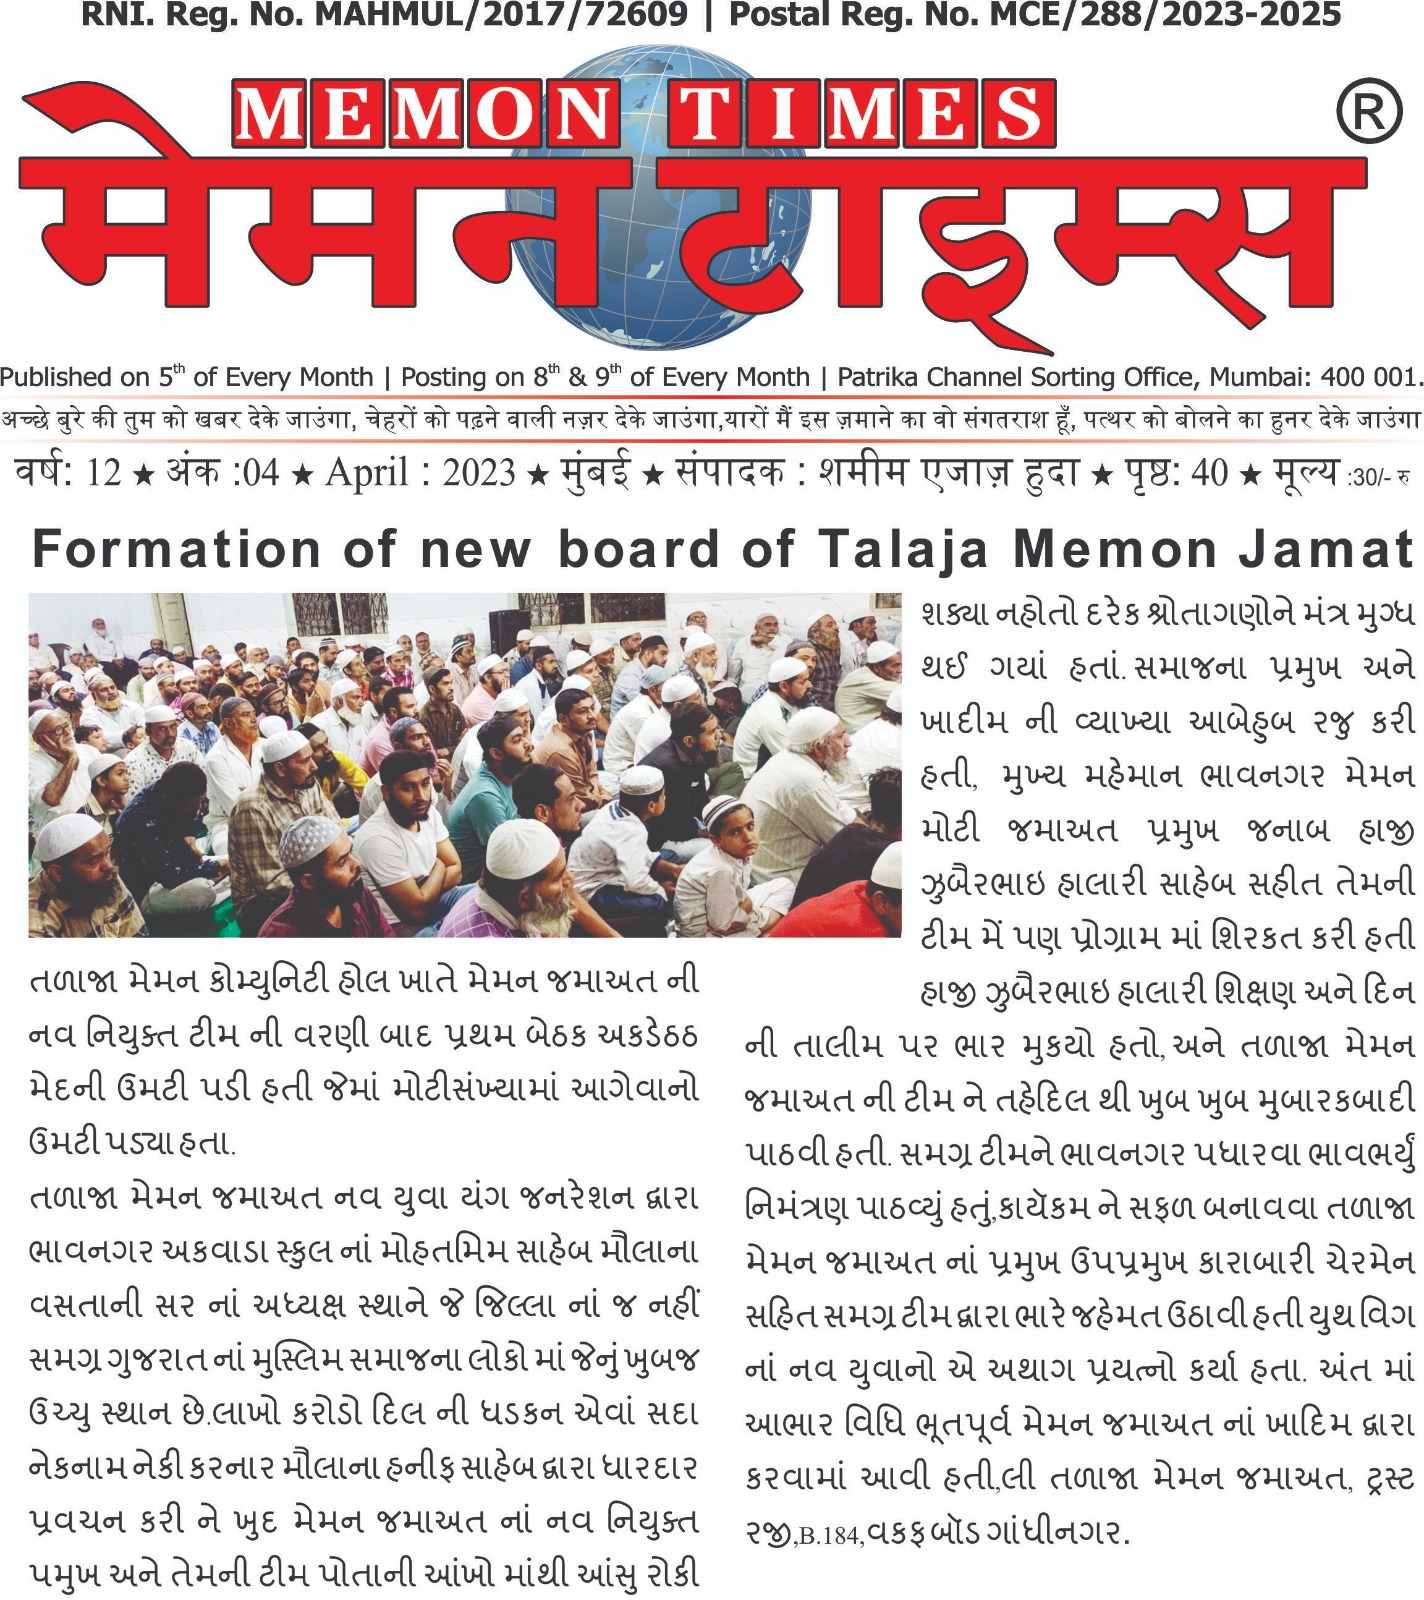 RNI. Reg. No. MAHMUL/2017/72609 | Postal Reg. No. MCE/288/2023-2025
MEMON TIMES
®
मेमन टाइम्स
Published on 5th of Every Month | Posting on 8th & 9th of Every Month | Patrika Channel Sorting Office, Mumbai: 400 001.
अच्छे बुरे की तुम को खबर देके जाउंगा, चेहरों को पढ़ने वाली नज़र देके जाउंगा,यारों मैं इस ज़माने का वो संगतराश हूँ, पत्थर को बोलने का हुनर देके जाउंगा
वर्ष: 12 ★ अंक :04 ★ April : 2023 ★ मुंबई ★ संपादक : शमीम एजाज़ हुदा ★ पृष्ठ: 40 ★ मूल्य :30/- रु
Formation of new board of Talaja Memon Jamat
તળાજા મેમન કોમ્યુનિટી હોલ ખાતે મેમન જમાઅત ની
નવ નિયુક્ત ટીમ ની વરણી બાદ પ્રથમ બેઠક અકડેઠઠ
મેદની ઉમટી પડી હતી જેમાં મોટીસંખ્યામાં આગેવાનો
ઉમટી પડ્યા હતા.
તળાજા મેમન જમાઅત નવ યુવા યંગ જનરેશન દ્વારા
ભાવનગર અકવાડા સ્કુલ નાં મોહતમિમ સાહેબ મૌલાના
વસતાની સર નાં અધ્યક્ષ સ્થાને જે જિલ્લા નાં જ નહીં
સમગ્ર ગુજરાત નાં મુસ્લિમ સમાજના લોકો માં જેનું ખુબજ
ઉચ્ચુ સ્થાન છે.લાખો કરોડો દિલ ની ધડકન એવાં સદા
નેકનામ નેકી કરનાર મૌલાના હનીફ સાહેબ દ્વારા ધારદાર
પ્રવચન કરી ને ખુદ મેમન જમાઅત નાં નવ નિયુક્ત
પમુખ અને તેમની ટીમ પોતાની આંખો માંથી આંસુ રોકી
શક્યા નહોતો દરેક શ્રોતાગણોને મંત્ર મુગ્ધ
થઈ ગયાં હતાં. સમાજના પ્રમુખ અને
ખાદીમ ની વ્યાખ્યા આબેહુબ રજુ કરી
હતી, મુખ્ય મહેમાન ભાવનગર મેમન
મોટી જમાઅત પ્રમુખ જનાબ હાજી
ઝુબૈરભાઇ હાલારી સાહેબ સહીત તેમની
ટીમ મેં પણ પ્રોગ્રામ માં શિરકત કરી હતી
હાજી ઝુબૈરભાઇ હાલારી શિક્ષણ અને દિન
ની તાલીમ પર ભાર મુકયો હતો, અને તળાજા મેમન
જમાઅત ની ટીમ ને તહેદિલ થી ખુબ ખુબ મુબારકબાદી
પાઠવી હતી. સમગ્ર ટીમને ભાવનગર પધારવા ભાવભર્યું
નિમંત્રણ પાઠવ્યું હતું,કાર્યેક્રમ ને સફળ બનાવવા તળાજા
મેમન જમાઅત નાં પ્રમુખ ઉપપ્રમુખ કારાબારી ચેરમેન
સહિત સમગ્ર ટીમ દ્વારા ભારે જહેમત ઉઠાવી હતી યુથ વિગ
નાં નવ યુવાનો એ અથાગ પ્રયત્નો કર્યા હતા. અંત માં
આભાર વિધિ ભૂતપૂર્વ મેમન જમાઅત નાં ખાદિમ દ્વારા
કરવામાં આવી હતી,લી તળાજા મેમન જમાઅત, ટ્રસ્ટ
રજી,B.184,વકફ બૉડ ગાંધીનગર.